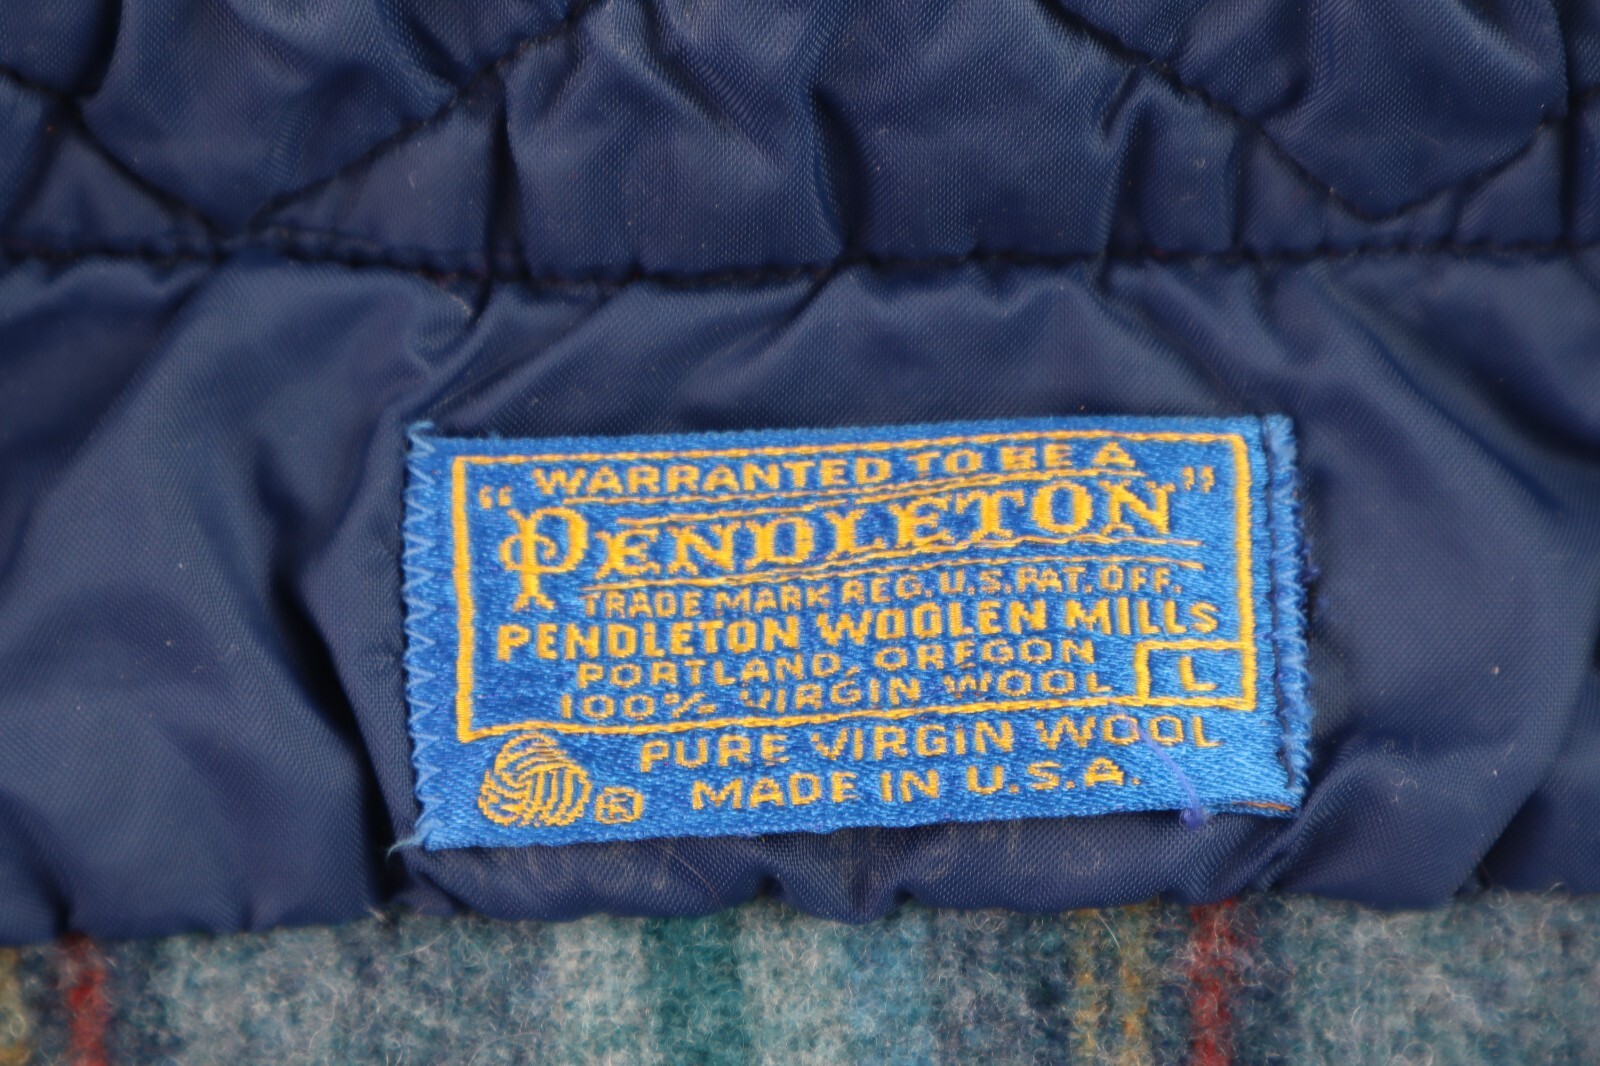 WARRANTED TO BE A
"PENDLETON"
TRADE MARK REG. U.S. PAT. OFF.
PENDLETON WOOLEN MILLS
PORTLAND, OREGON
100% VIRGIN WOOL L
PURE VIRGIN WOOL
® MADE IN U.S.A.